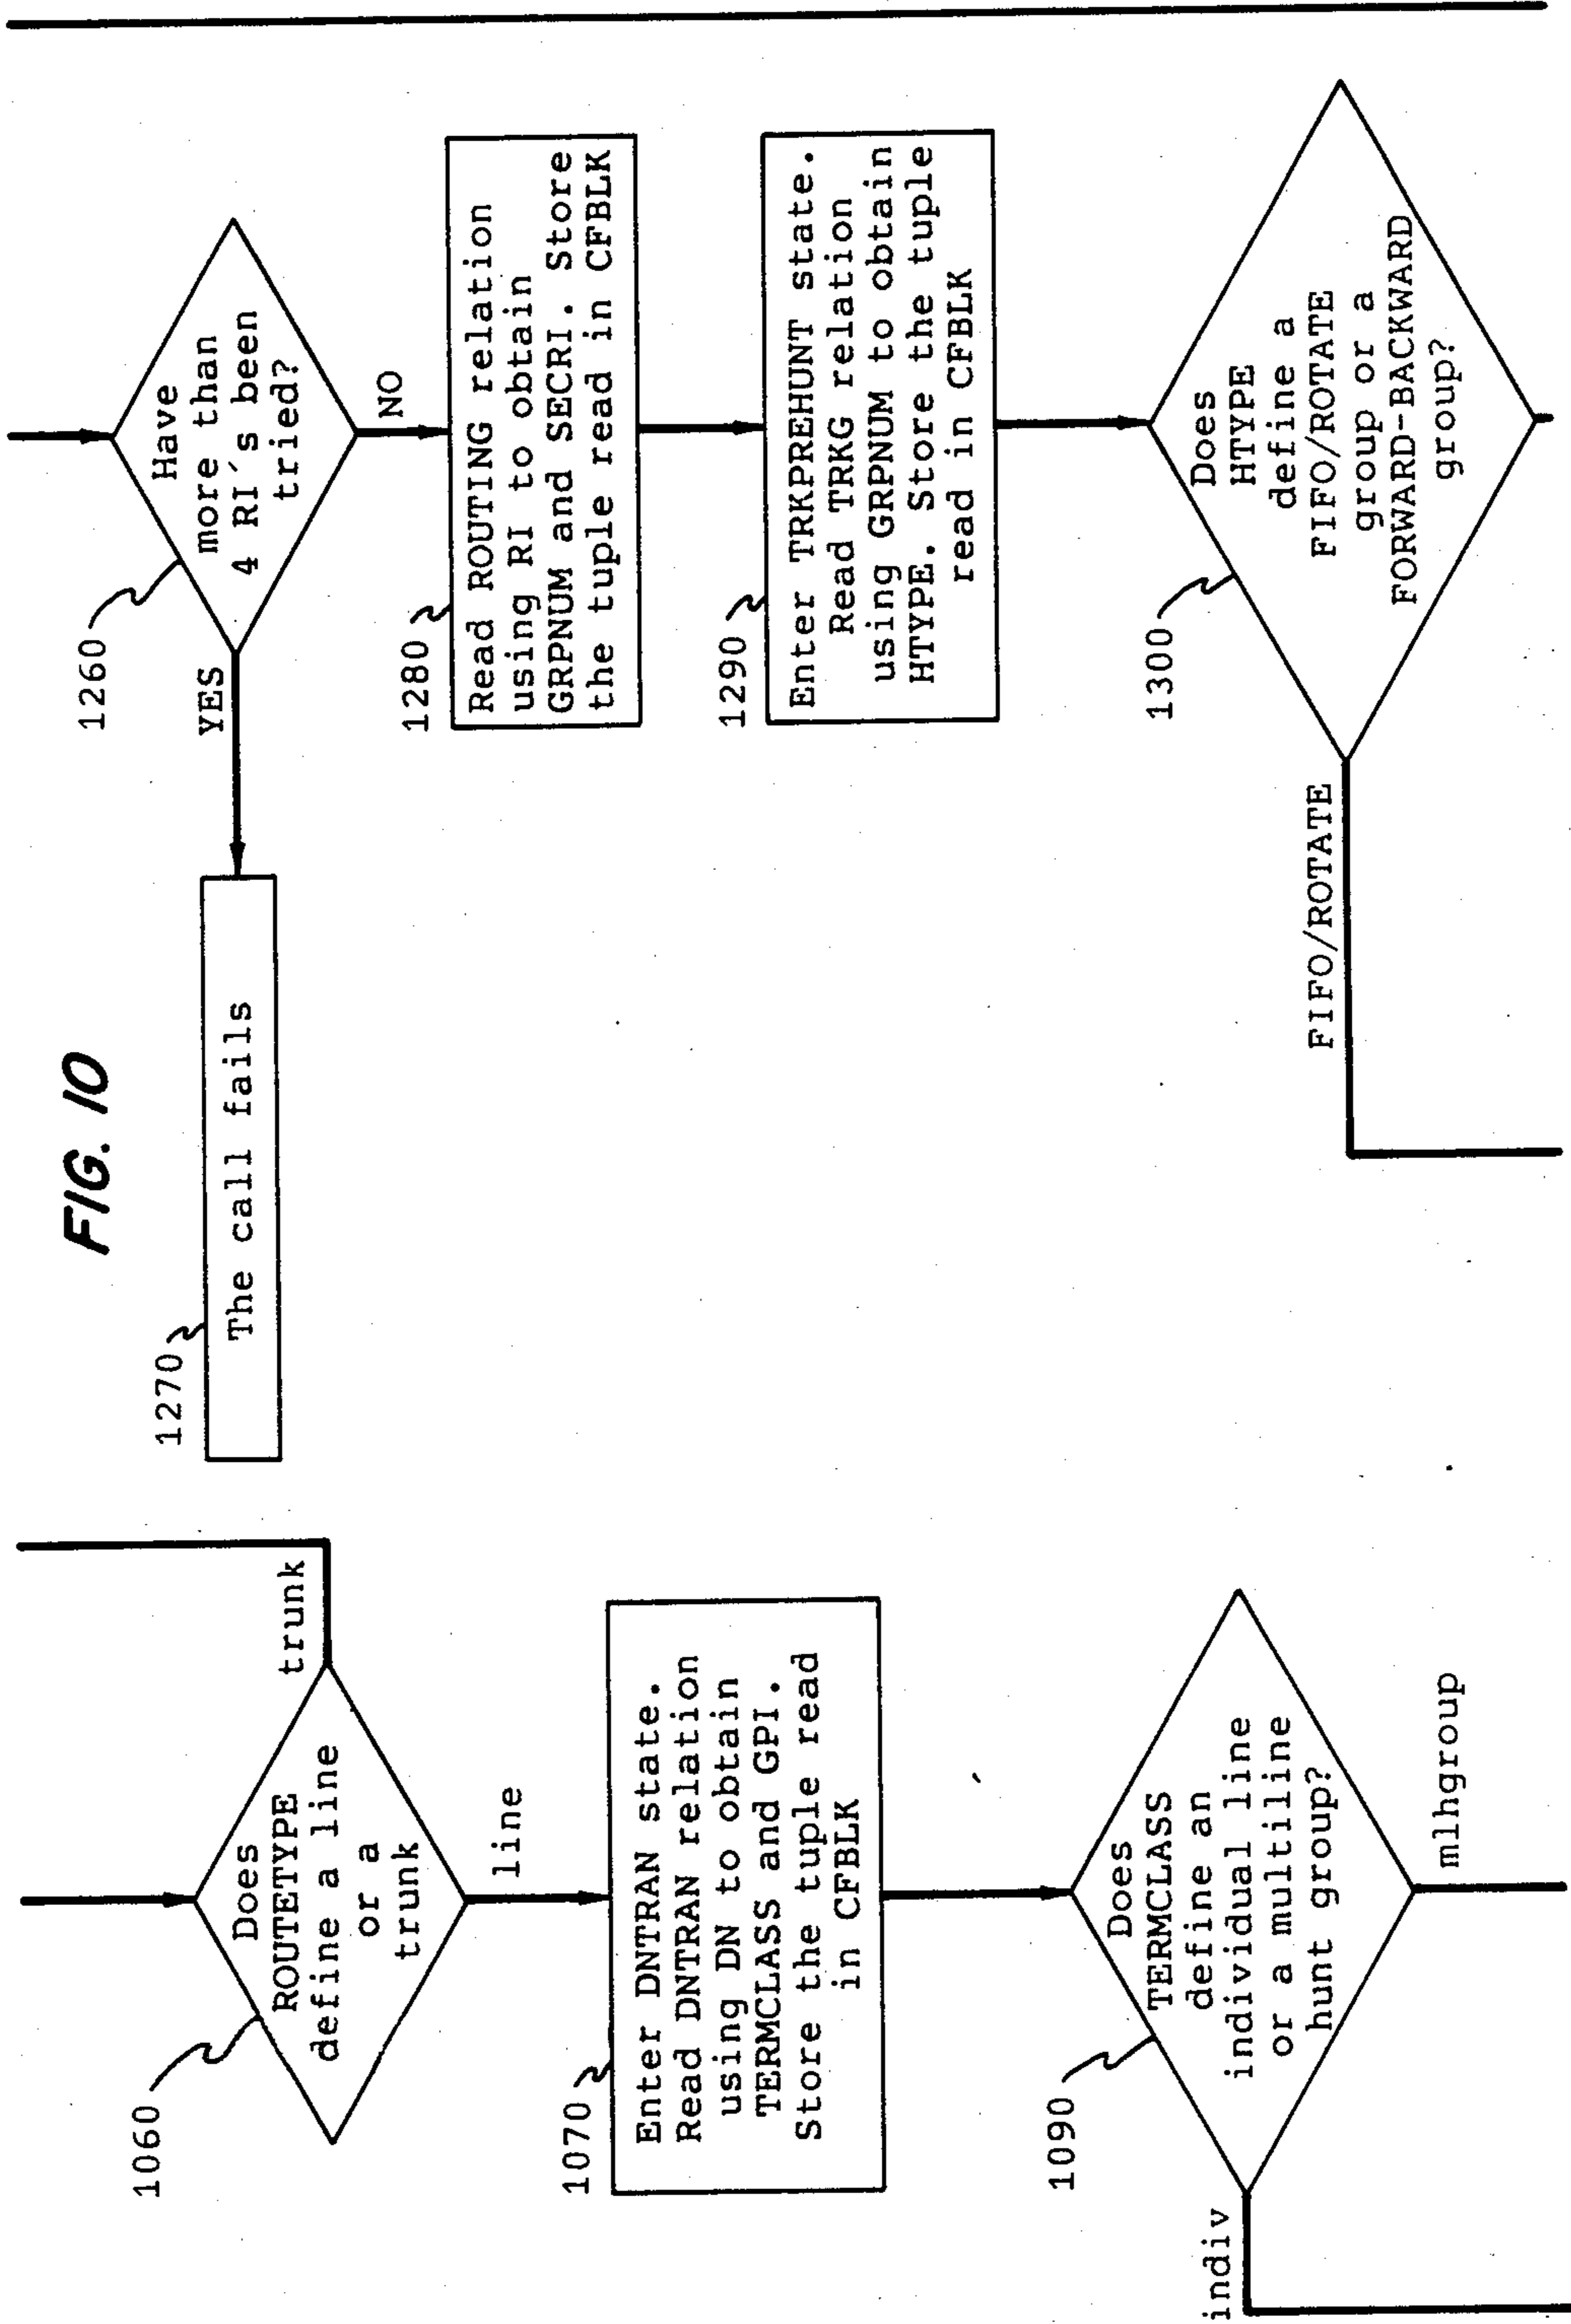 FIG. 10
1060
Does
ROUTETYPE
define a line
or a
trunk
trunk
line
1070
Enter DNTRAN state.
Read DNTRAN relation
using DN to obtain
TERMCLASS and GPI.
Store the tuple read
in CFBLK
1090
Does
TERMCLASS
define an
individual line
or a multiline
hunt group?
indiv
mlhgroup
1260
Have
more than
4 RI's been
tried?
YES
NO
1270
The call fails
1280
Read ROUTING relation
using RI to obtain
GRPNUM and SECRI. Store
the tuple read in CFBLK
1290
Enter TRKPREHUNT state.
Read TRKG relation
using GRPNUM to obtain
HTYPE. Store the tuple
read in CFBLK
1300
Does
HTYPE
define a
FIFO/ROTATE
group or a
FORWARD-BACKWARD
group?
FIFO/ROTATE